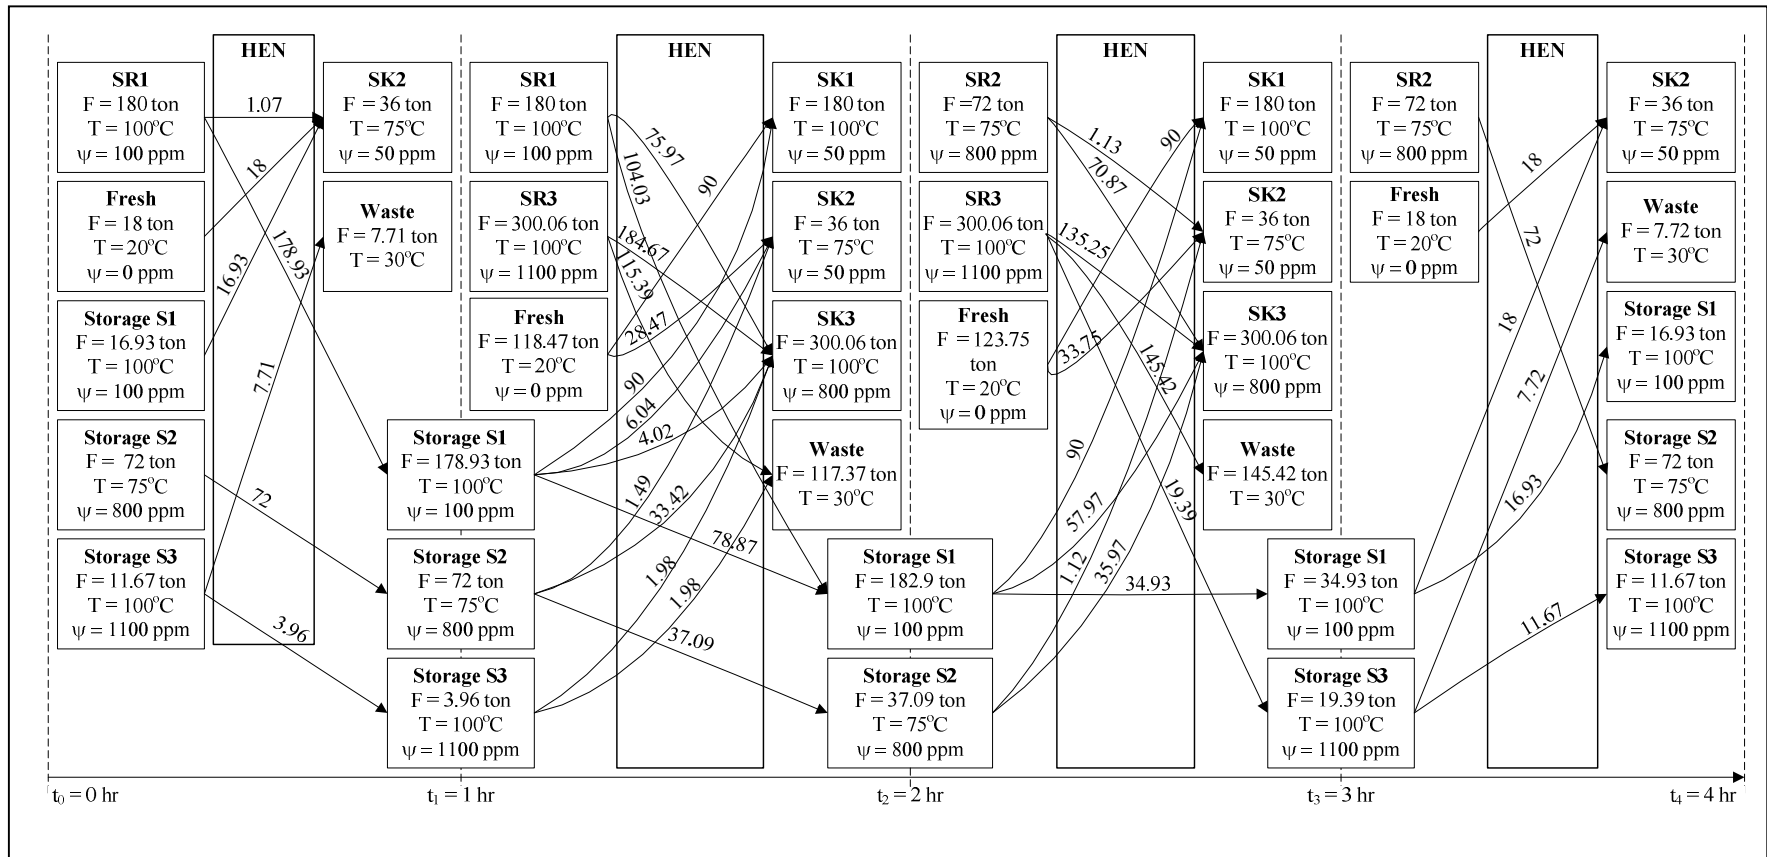 HEN
SR1
F = 180 ton
T = 100°C
ψ = 100 ppm
Fresh
F = 18 ton
T = 20°C
ψ = 0 ppm
Storage S1
F = 16.93 ton
T = 100°C
ψ = 100 ppm
Storage S2
F = 72 ton
T = 75°C
ψ = 800 ppm
Storage S3
F = 11.67 ton
T = 100°C
ψ = 1100 ppm
1.07
18
16.93
178.93
7.71
72
3.96
SK2
F = 36 ton
T = 75°C
ψ = 50 ppm
Waste
F = 7.71 ton
T = 30°C
Storage S1
F = 178.93 ton
T = 100°C
ψ = 100 ppm
Storage S2
F = 72 ton
T = 75°C
ψ = 800 ppm
Storage S3
F = 3.96 ton
T = 100°C
ψ = 1100 ppm
HEN
SR1
F = 180 ton
T = 100°C
ψ = 100 ppm
SR3
F = 300.06 ton
T = 100°C
ψ = 1100 ppm
Fresh
F = 118.47 ton
T = 20°C
ψ = 0 ppm
75.97
104.03
90
184.67
115.39
28.47
90
6.04
4.02
1.49
33.42
78.87
1.98
1.98
37.09
SK1
F = 180 ton
T = 100°C
ψ = 50 ppm
SK2
F = 36 ton
T = 75°C
ψ = 50 ppm
SK3
F = 300.06 ton
T = 100°C
ψ = 800 ppm
Waste
F = 117.37 ton
T = 30°C
Storage S1
F = 182.9 ton
T = 100°C
ψ = 100 ppm
Storage S2
F = 37.09 ton
T = 75°C
ψ = 800 ppm
HEN
SR2
F =72 ton
T = 75°C
ψ = 800 ppm
SR3
F = 300.06 ton
T = 100°C
ψ = 1100 ppm
Fresh
F = 123.75
ton
T = 20°C
ψ = 0 ppm
1.13
70.87
90
135.25
33.75
145.42
19.39
90
57.97
1.12
35.97
34.93
SK1
F = 180 ton
T = 100°C
ψ = 50 ppm
SK2
F = 36 ton
T = 75°C
ψ = 50 ppm
SK3
F = 300.06 ton
T = 100°C
ψ = 800 ppm
Waste
F = 145.42 ton
T = 30°C
Storage S1
F = 34.93 ton
T = 100°C
ψ = 100 ppm
Storage S3
F = 19.39 ton
T = 100°C
ψ = 1100 ppm
HEN
SR2
F = 72 ton
T = 75°C
ψ = 800 ppm
Fresh
F = 18 ton
T = 20°C
ψ = 0 ppm
18
72
18
7.72
16.93
11.67
SK2
F = 36 ton
T = 75°C
ψ = 50 ppm
Waste
F = 7.72 ton
T = 30°C
Storage S1
F = 16.93 ton
T = 100°C
ψ = 100 ppm
Storage S2
F = 72 ton
T = 75°C
ψ = 800 ppm
Storage S3
F = 11.67 ton
T = 100°C
ψ = 1100 ppm
t₀ = 0 hr
t₁ = 1 hr
t₂ = 2 hr
t₃ = 3 hr
t₄ = 4 hr